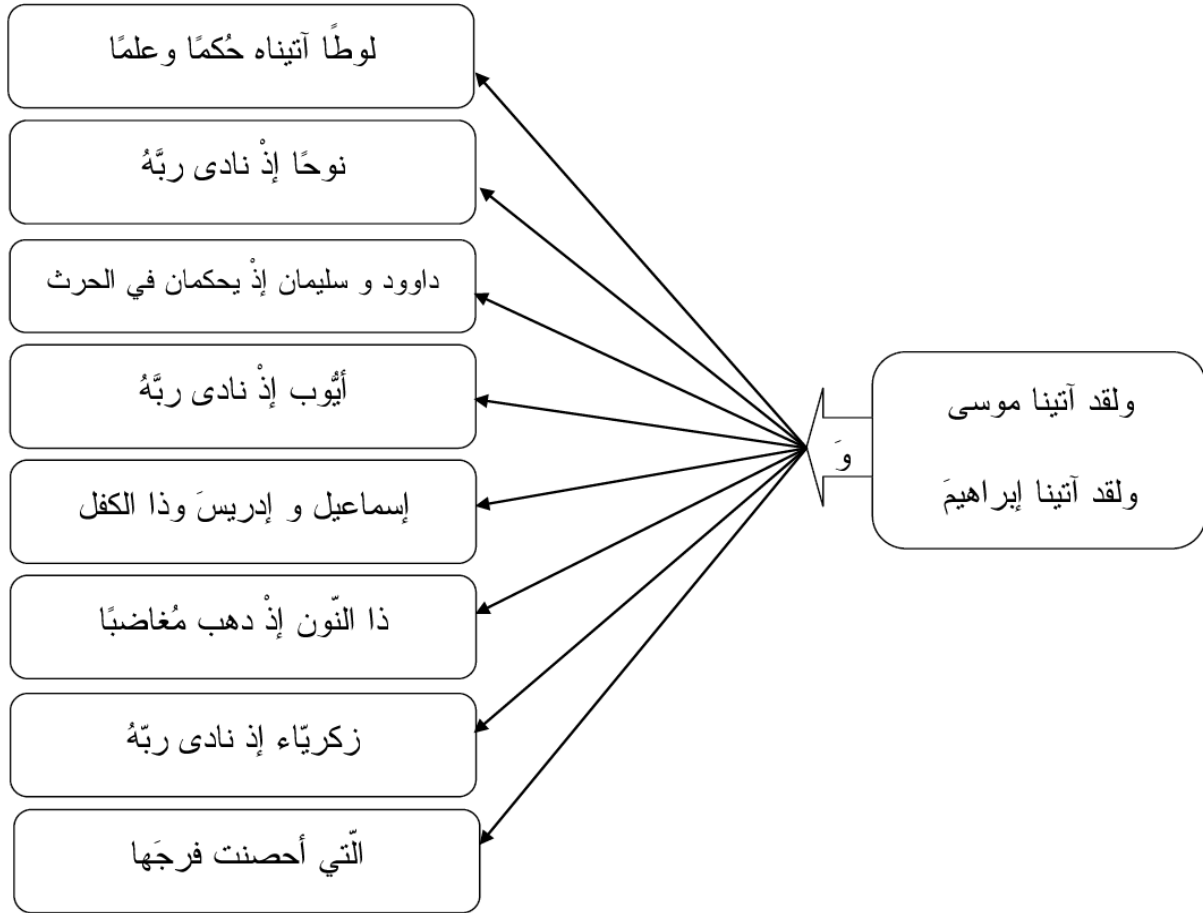 ولقد آتينا موسى
ولقد آتينا إبراهيمَ
وَ
لوطًا آتيناه حُكمًا وعلمًا
نوحًا إذْ نادى ربَّهُ
داوود و سليمان إذْ يحكمان في الحرث
أيُّوب إذْ نادى ربَّهُ
إسماعيل و إدريسَ وذا الكفل
ذا النّون إذْ دهب مُغاضبًا
زكريّاء إذ نادى ربّهُ
الّتي أحصنت فرجَها